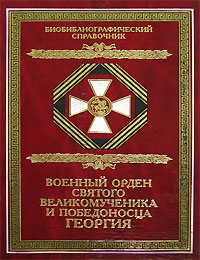 БИОБИБЛИОГРАФИЧЕСКИЙ
СПРАВОЧНИК
ВОЕННЫЙ ОРДЕН
СВЯТОГО
ВЕЛИКОМУЧЕНИКА
И ПОБЕДОНОСЦА
ГЕОРГИЯ